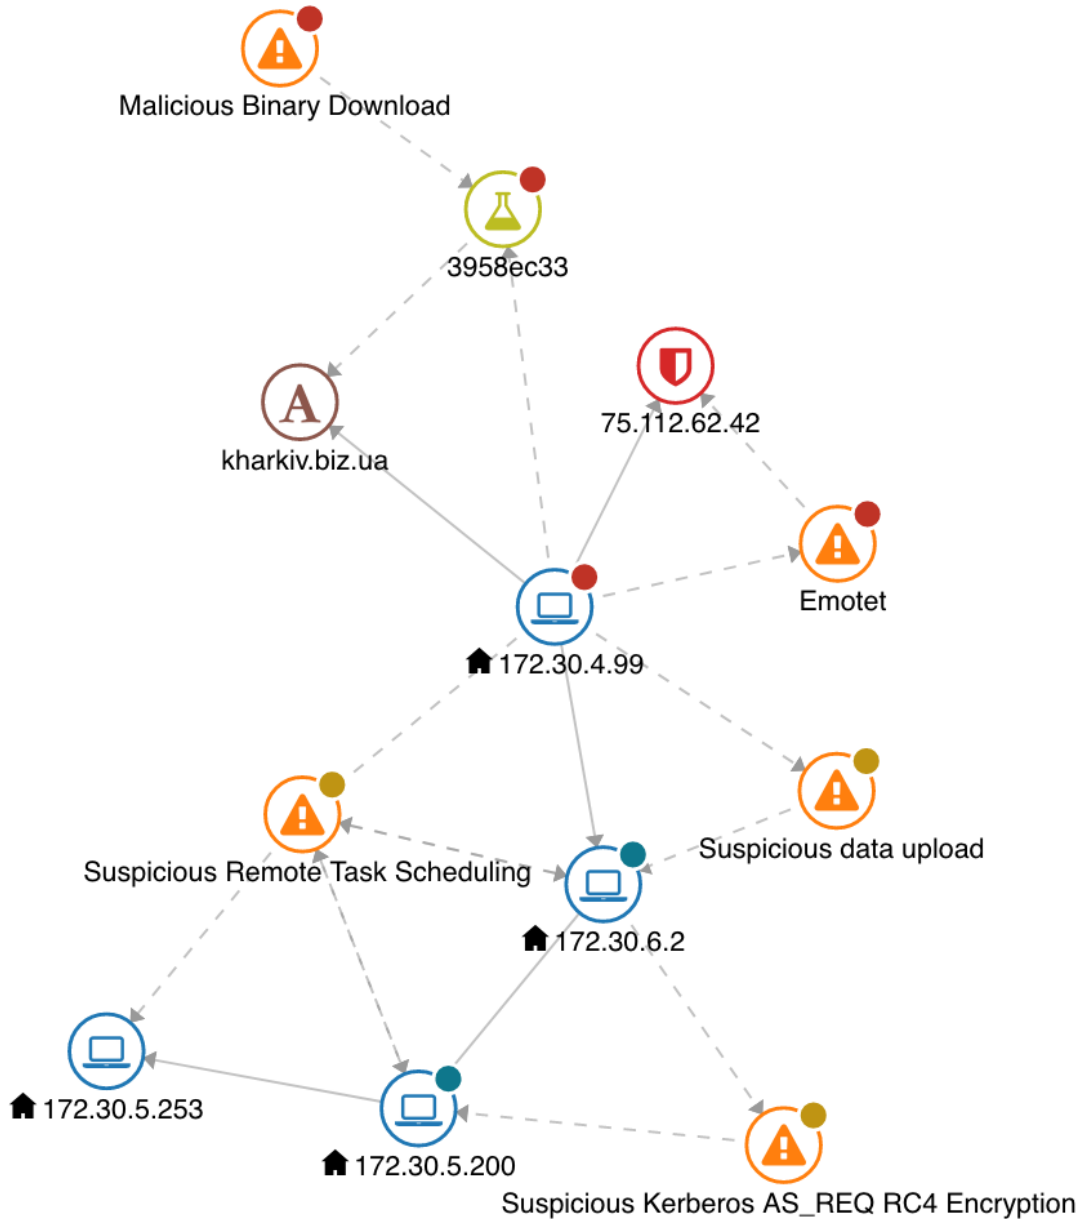 Malicious Binary Download
3958ec33
75.112.62.42
A
kharkiv.biz.ua
Emotet
172.30.4.99
Suspicious data upload
Suspicious Remote Task Scheduling
172.30.6.2
172.30.5.253
172.30.5.200
Suspicious Kerberos AS_REQ RC4 Encryption